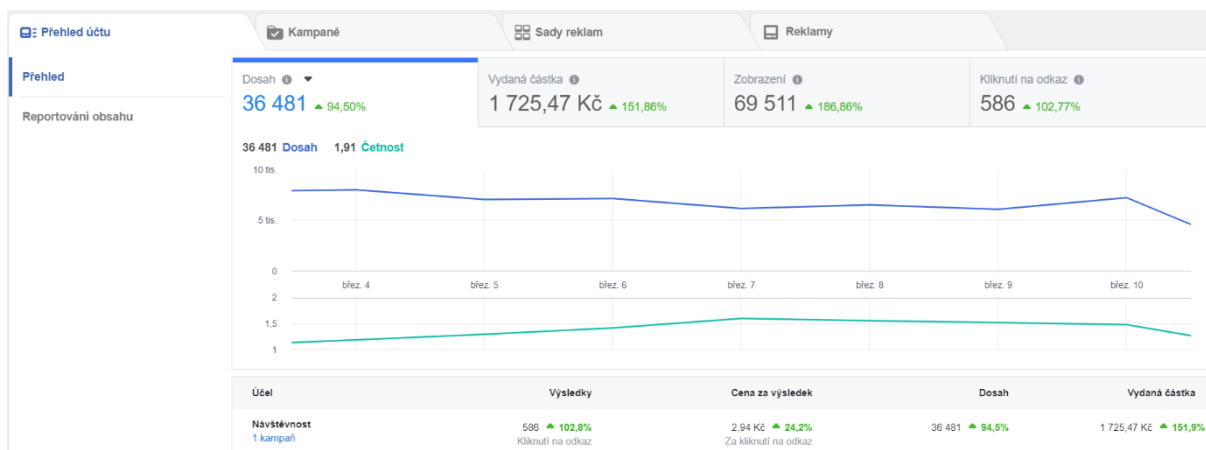 Přehled účtu
Kampaně
Sady reklam
Reklamy
Přehled
Reportování obsahu
Dosah
36 481 94,50%
Vydaná částka
1 725,47 Kč 151,86%
Zobrazení
69 511 186,86%
Kliknutí na odkaz
586 102,77%
36 481 Dosah 1,91 Četnost
10 tis.
5 tis.
0
břez. 4 břez. 5 břez. 6 břez. 7 břez. 8 břez. 9 břez. 10
2
1,5
1
Účel Výsledky Cena za výsledek Dosah Vydaná částka
Návštěvnost 586 102,8% 2,94 Kč 24,2% 36 481 94,5% 1 725,47 Kč 151,9%
1 kampaň Kliknutí na odkaz Za kliknutí na odkaz